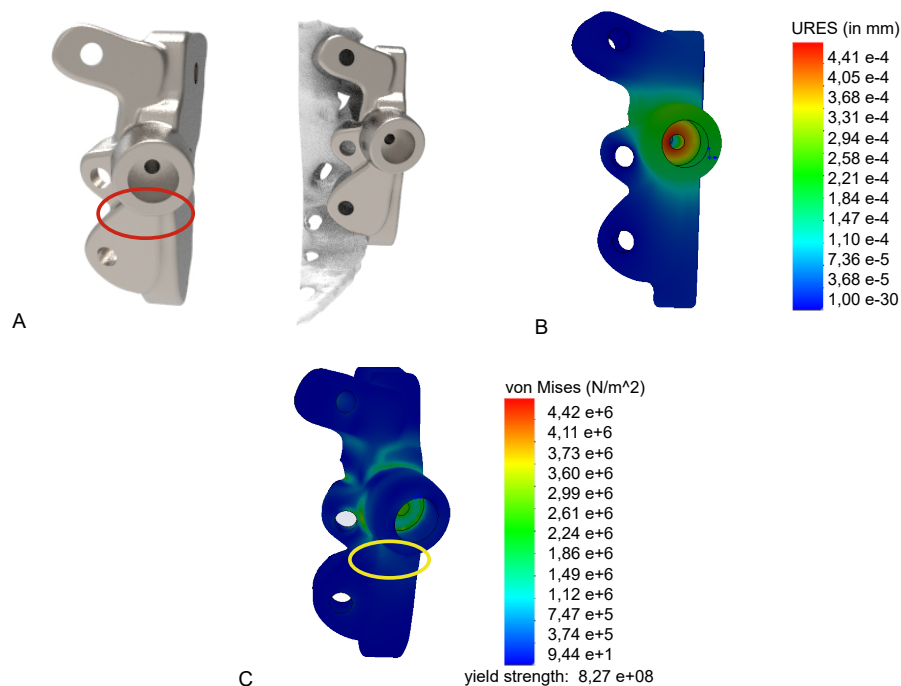 A
URES (in mm)
4,41 e-4
4,05 e-4
3,68 e-4
3,31 e-4
2,94 e-4
2,58 e-4
2,21 e-4
1,84 e-4
1,47 e-4
1,10 e-4
7,36 e-5
3,68 e-5
1,00 e-30
B
von Mises (N/m^2)
4,42 e+6
4,11 e+6
3,73 e+6
3,60 e+6
2,99 e+6
2,61 e+6
2,24 e+6
1,86 e+6
1,49 e+6
1,12 e+6
7,47 e+5
3,74 e+5
9,44 e+1
yield strength: 8,27 e+08
C